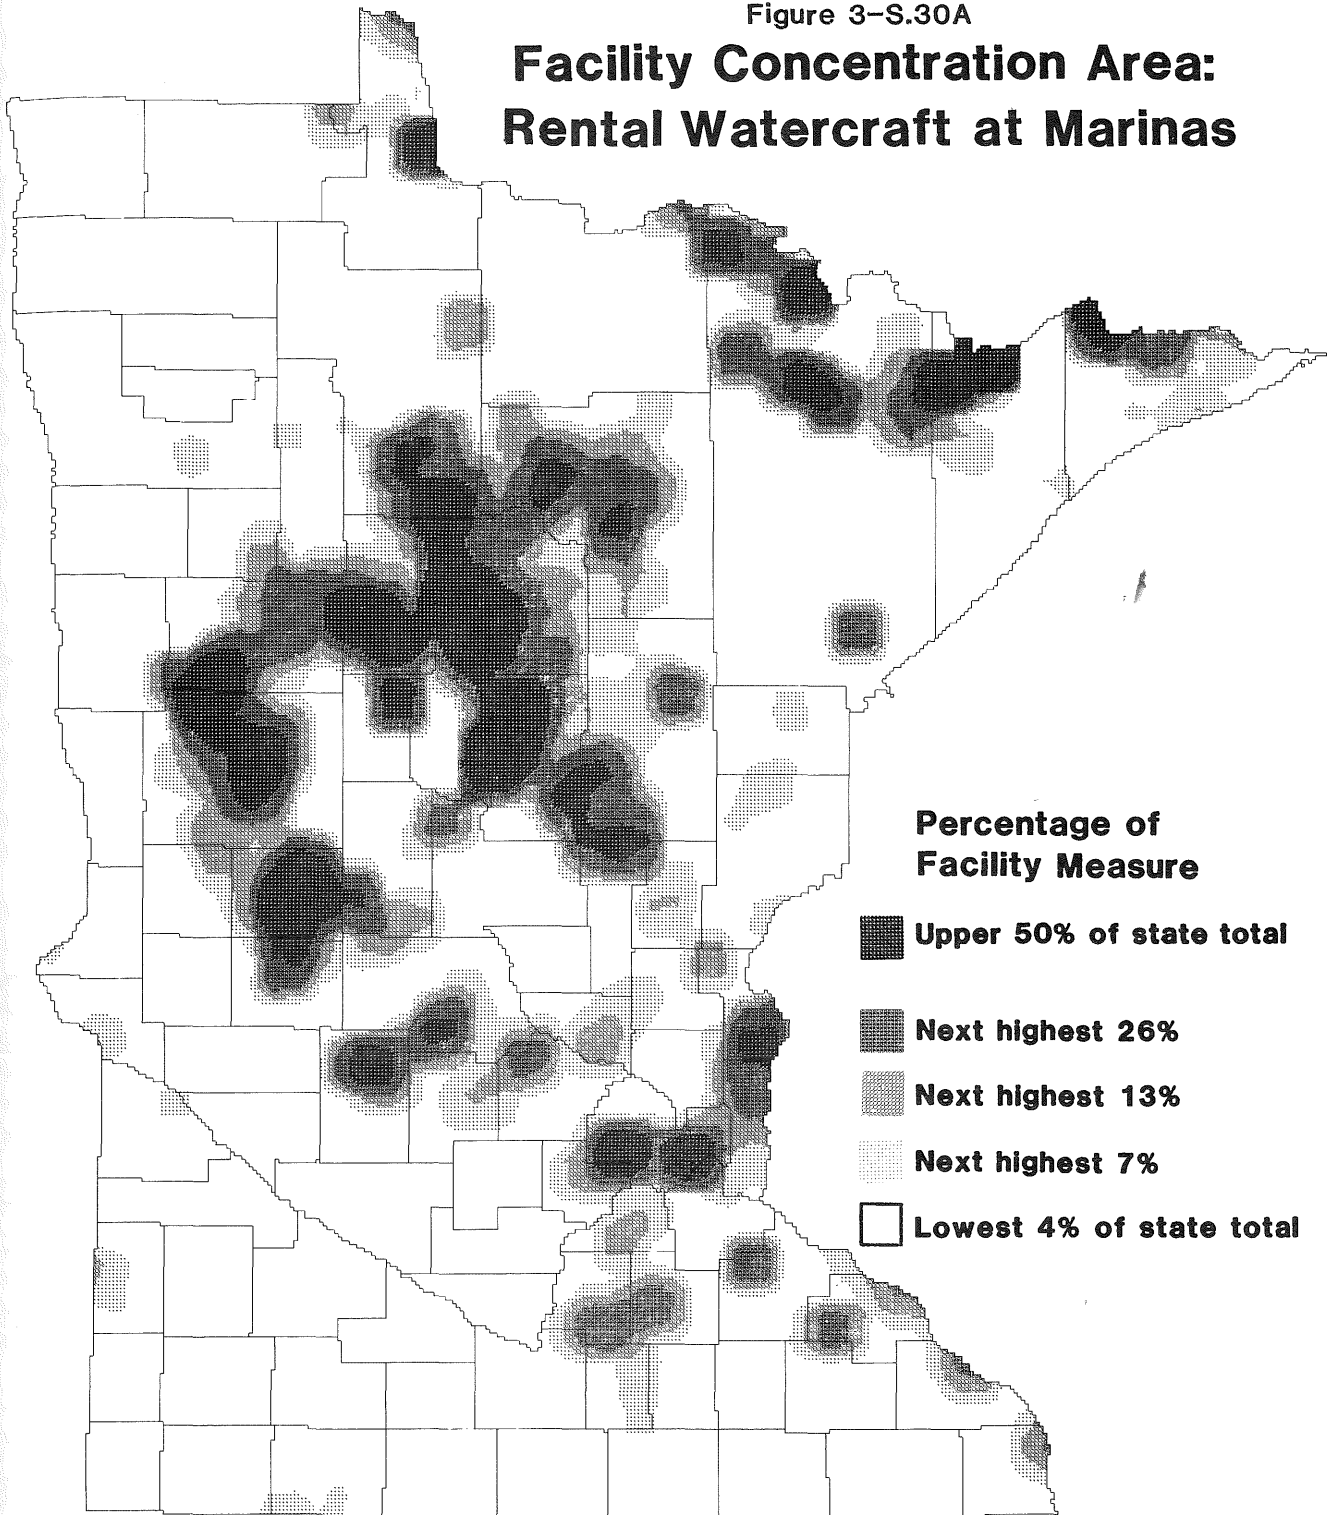 Figure 3-S.30A
Facility Concentration Area:
Rental Watercraft at Marinas
Percentage of
Facility Measure
Upper 50% of state total
Next highest 26%
Next highest 13%
Next highest 7%
Lowest 4% of state total